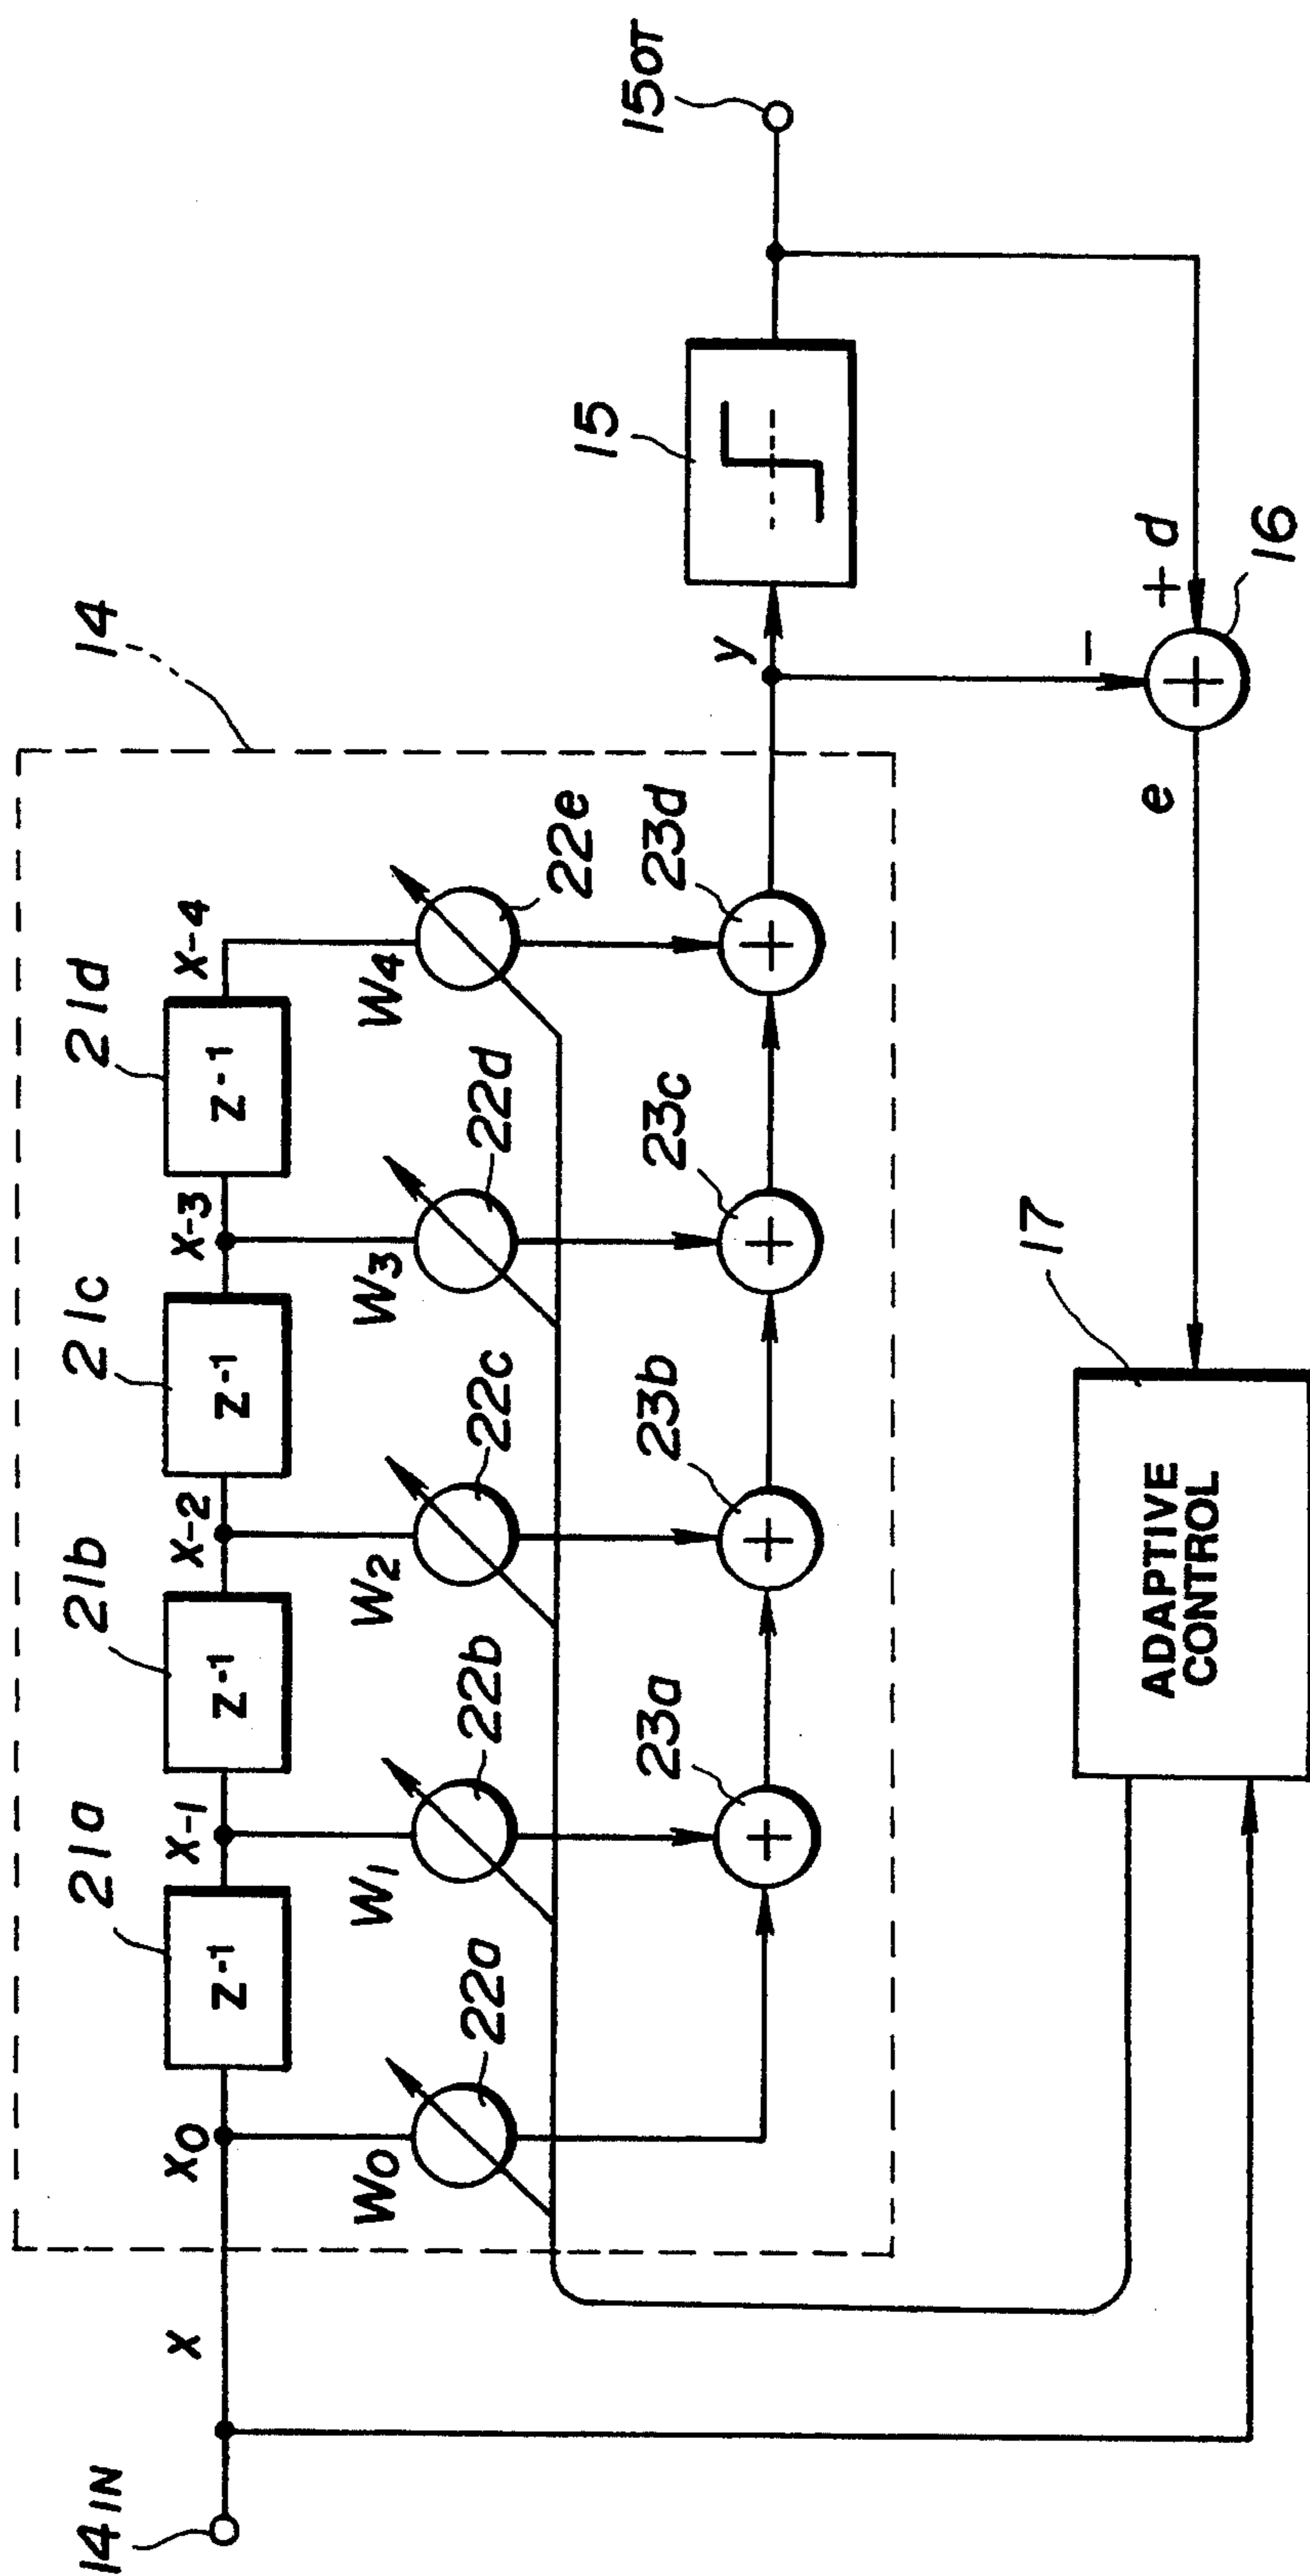 14
21a
21b
21c
21d
14IN
X
X0
X-1
X-2
X-3
X-4
Z-1
Z-1
Z-1
Z-1
W0
W1
W2
W3
W4
22a
22b
22c
22d
22e
23a
23b
23c
23d
+
+
+
+
y
15
15OT
17
ADAPTIVE
CONTROL
e
−
+ d
+
16